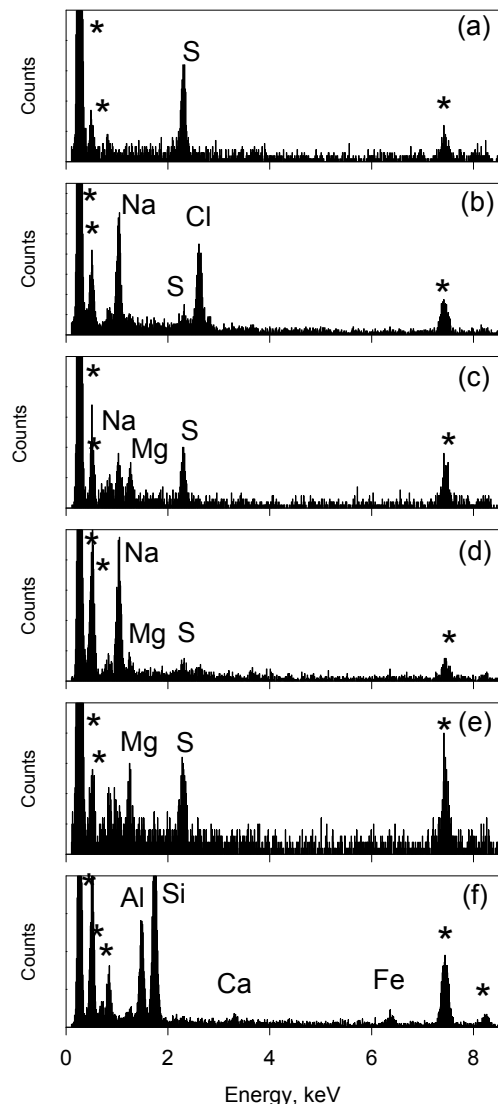 (a)
*
S
*
*
Counts
(b)
*
Na
Cl
*
S
*
Counts
(c)
*
Na
*
Mg
S
*
Counts
(d)
*
Na
*
Mg
S
*
Counts
(e)
*
Mg
S
*
*
Counts
(f)
*
Al
Si
*
*
Ca
Fe
*
*
Counts
0 2 4 6 8
Energy, keV